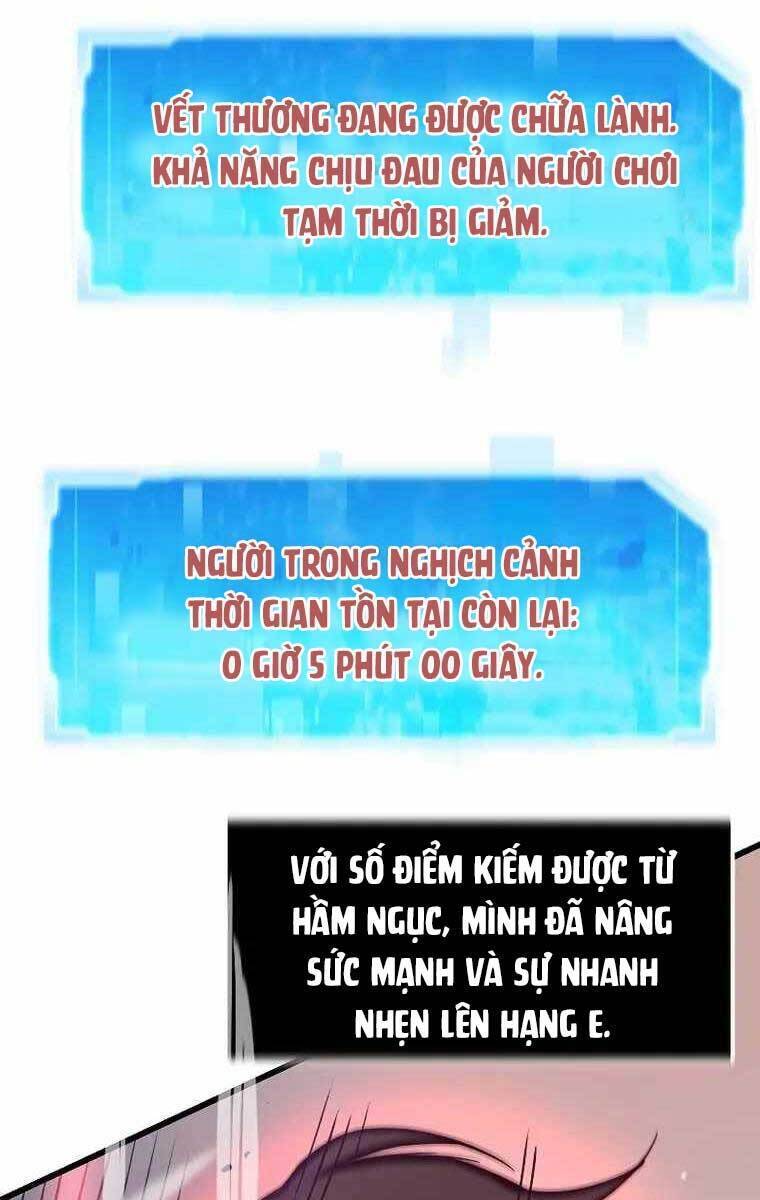 VẾT THƯƠNG ĐANG ĐƯỢC CHỮA LÀNH.
KHẢ NĂNG CHỊU ĐAU CỦA NGƯỜI CHƠI
TẠM THỜI BỊ GIẢM.
NGƯỜI TRONG NGHỊCH CẢNH
THỜI GIAN TỒN TẠI CÒN LẠI:
0 GIỜ 5 PHÚT 00 GIÂY.
VỚI SỐ ĐIỂM KIẾM ĐƯỢC TỪ
HẦM NGỤC, MÌNH ĐÃ NÂNG
SỨC MẠNH VÀ SỰ NHANH
NHẸN LÊN HẠNG E.